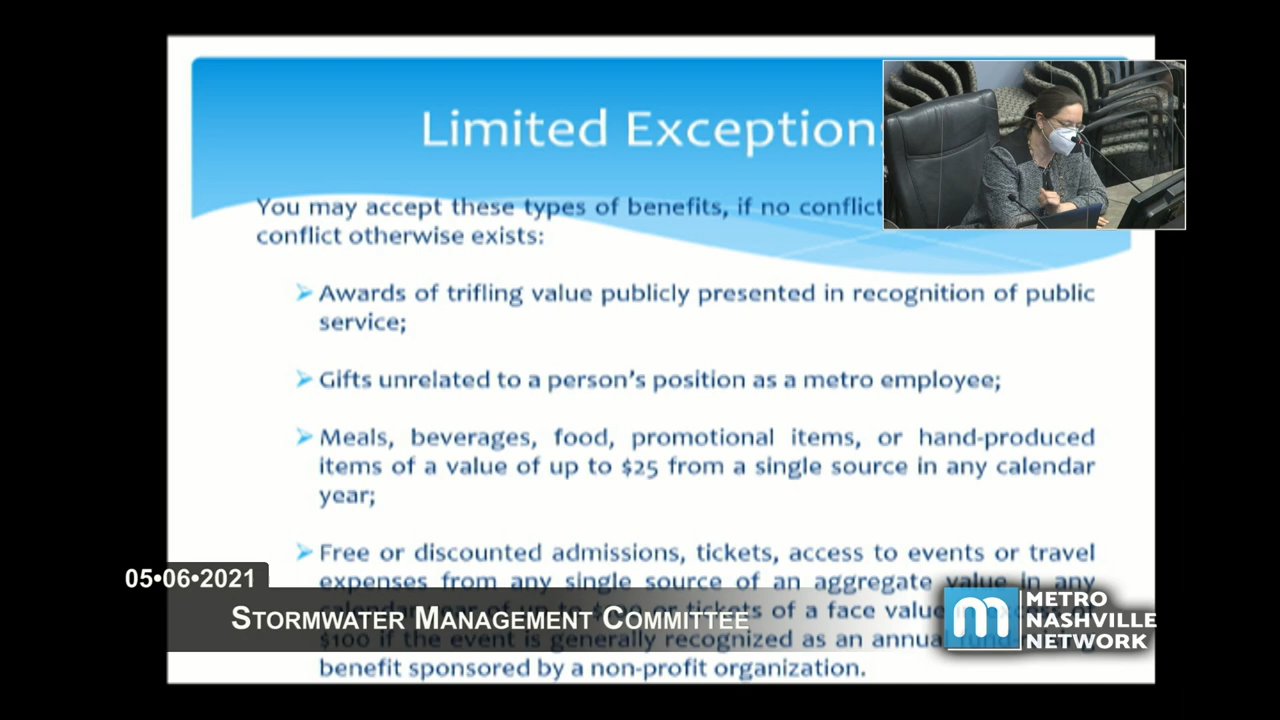 Limited Exception
You may accept these types of benefits, if no conflict
conflict otherwise exists:
➢ Awards of trifling value publicly presented in recognition of public
service;
➢ Gifts unrelated to a person's position as a metro employee;
➢ Meals, beverages, food, promotional items, or hand-produced
items of a value of up to $25 from a single source in any calendar
year;
➢ Free or discounted admissions, tickets, access to events or travel
05•06•2021
expenses from any single source of an aggregate value in any
of a face value
STORMWATER MANAGEMENT COMMITTEE
$100 if the event is generally recognized as an annual
benefit sponsored by a non-profit organization.
m
METRO
NASHVILLE
NETWORK